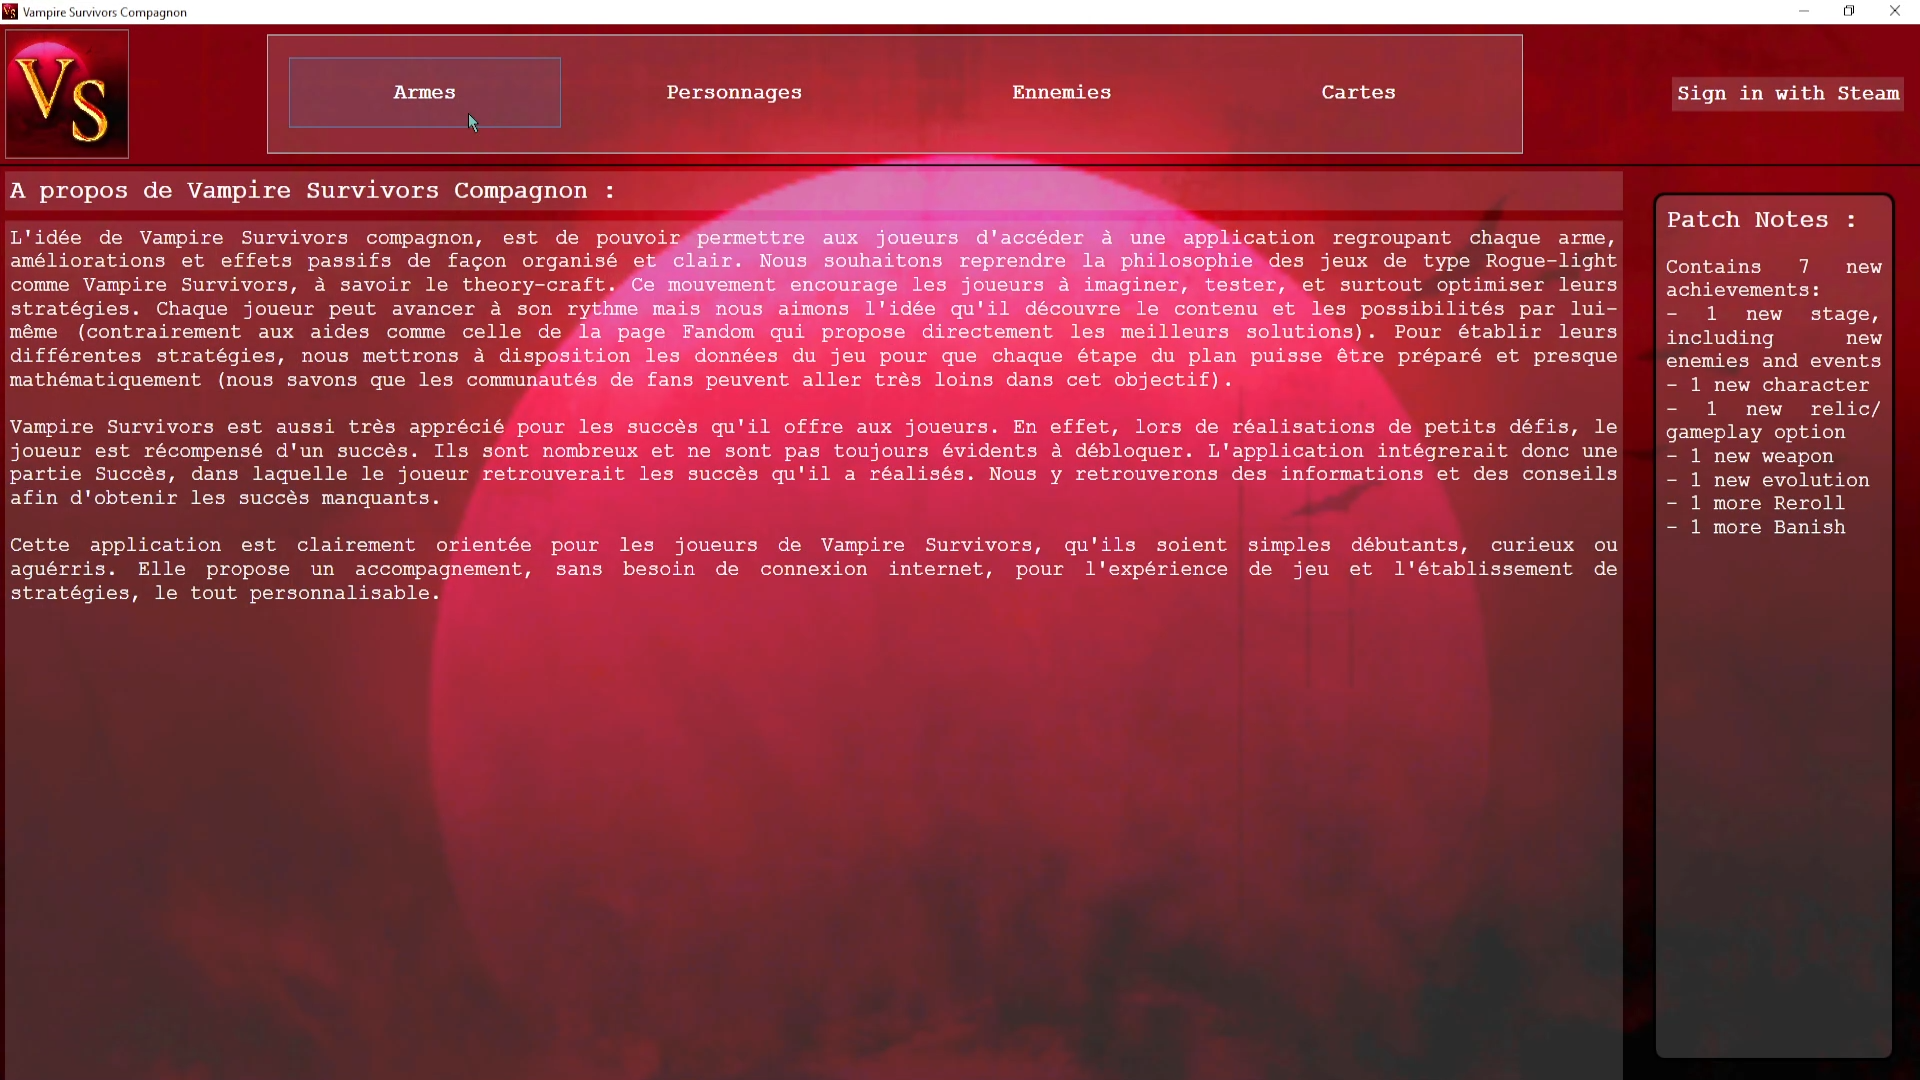 Vampire Survivors Compagnon
VS
Armes
Personnages
Ennemies
Cartes
Sign in with Steam
A propos de Vampire Survivors Compagnon :
L'idée de Vampire Survivors compagnon, est de pouvoir permettre aux joueurs d'accéder à une application regroupant chaque arme,
améliorations et effets passifs de façon organisé et clair. Nous souhaitons reprendre la philosophie des jeux de type Rogue-light
comme Vampire Survivors, à savoir le theory-craft. Ce mouvement encourage les joueurs à imaginer, tester, et surtout optimiser leurs
stratégies. Chaque joueur peut avancer à son rythme mais nous aimons l'idée qu'il découvre le contenu et les possibilités par lui-
même (contrairement aux aides comme celle de la page Fandom qui propose directement les meilleurs solutions). Pour établir leurs
différentes stratégies, nous mettrons à disposition les données du jeu pour que chaque étape du plan puisse être préparé et presque
mathématiquement (nous savons que les communautés de fans peuvent aller très loins dans cet objectif).
Vampire Survivors est aussi très apprécié pour les succès qu'il offre aux joueurs. En effet, lors de réalisations de petits défis, le
joueur est récompensé d'un succès. Ils sont nombreux et ne sont pas toujours évidents à débloquer. L'application intégrerait donc une
partie Succès, dans laquelle le joueur retrouverait les succès qu'il a réalisés. Nous y retrouverons des informations et des conseils
afin d'obtenir les succès manquants.
Cette application est clairement orientée pour les joueurs de Vampire Survivors, qu'ils soient simples débutants, curieux ou
aguérris. Elle propose un accompagnement, sans besoin de connexion internet, pour l'expérience de jeu et l'établissement de
stratégies, le tout personnalisable.
Patch Notes :
Contains 7 new
achievements:
- 1 new stage,
including new
enemies and events
- 1 new character
- 1 new relic/
gameplay option
- 1 new weapon
- 1 new evolution
- 1 more Reroll
- 1 more Banish